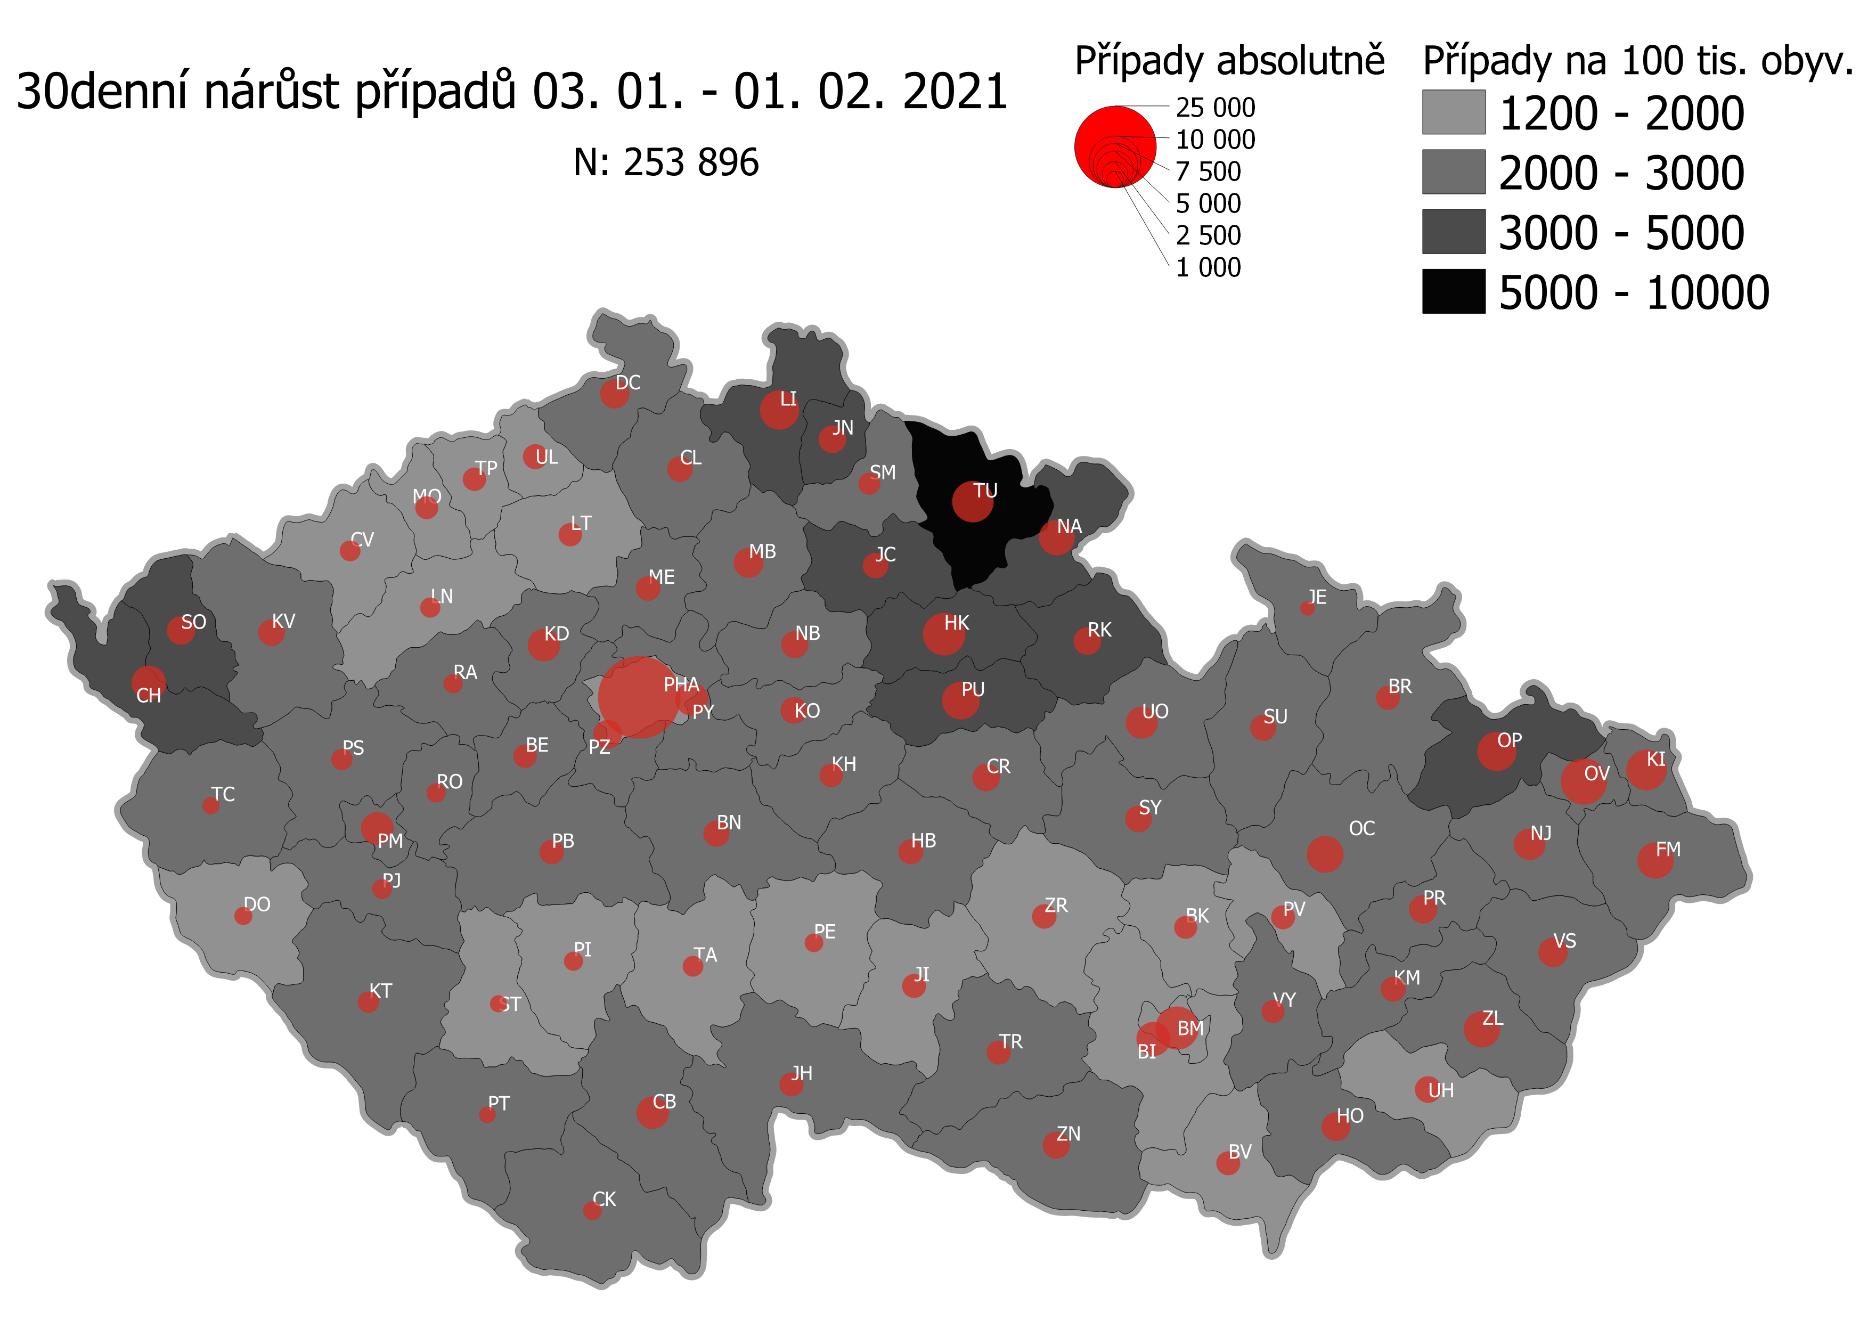 30denní nárůst případů 03. 01. - 01. 02. 2021
N: 253 896
Případy absolutně
25 000
10 000
7 500
5 000
2 500
1 000
Případy na 100 tis. obyv.
1200 - 2000
2000 - 3000
3000 - 5000
5000 - 10000
DC
LI
JN
UL
TP
CL
SM
TU
MO
LT
NA
CV
MB
JC
ME
LN
JE
SO
KV
KD
NB
HK
RK
RA
PHA
CH
PU
BR
PY
KO
UO
SU
PS
PZ
BE
OP
KI
RO
KH
CR
OV
TC
SY
PM
PB
BN
HB
OC
NJ
FM
PJ
DO
ZR
BK
PV
PR
PI
TA
PE
JI
VS
KT
ST
KM
VY
ZL
BM
BI
TR
JH
UH
PT
CB
HO
ZN
BV
CK